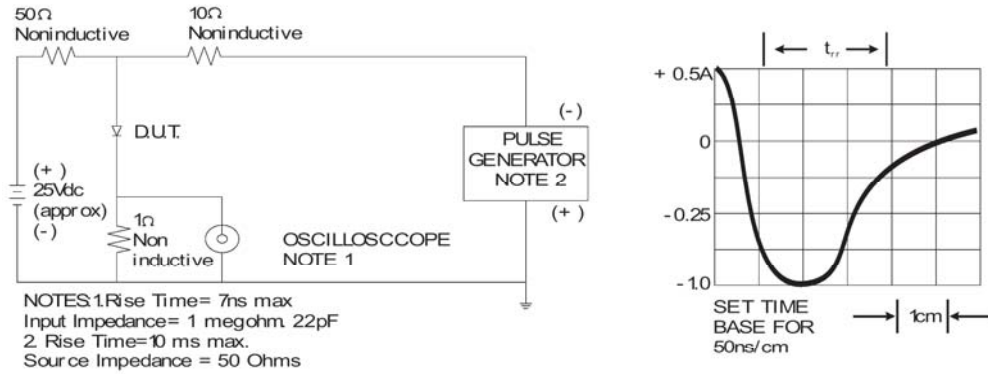 50Ω
Noninductive
10Ω
Noninductive
D.U.T.
(+)
25Vdc
(approx)
(-)
1Ω
Non
inductive
OSCILLOSCCOPE
NOTE 1
(-)
PULSE
GENERATOR
NOTE 2
(+)
NOTES:1.Rise Time= 7ns max
Input Impedance= 1 megohm. 22pF
2. Rise Time=10 ms max.
Source Impedance = 50 Ohms
trr
+ 0.5A
0
-0.25
-1.0
SET TIME
BASE FOR
50ns/cm
1cm